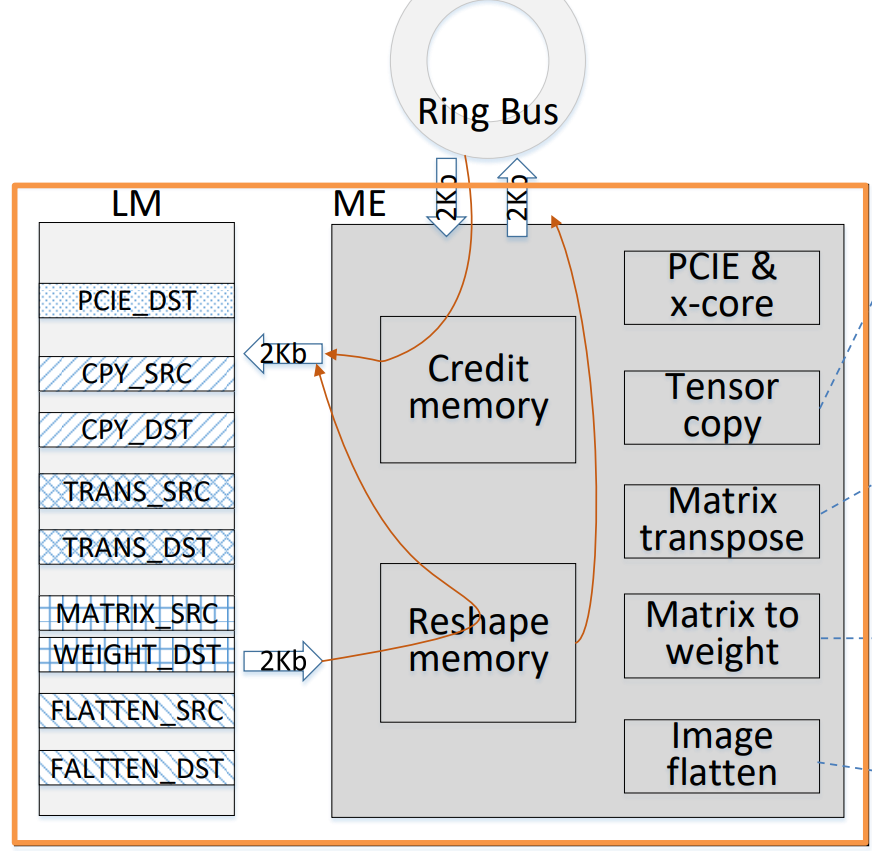 Ring Bus
2Kb
2Kb
LM
ME
PCIE_DST
CPY_SRC
CPY_DST
TRANS_SRC
TRANS_DST
MATRIX_SRC
WEIGHT_DST
FLATTEN_SRC
FALTTEN_DST
2Kb
2Kb
Credit
memory
Reshape
memory
PCIE &
x-core
Tensor
copy
Matrix
transpose
Matrix to
weight
Image
flatten